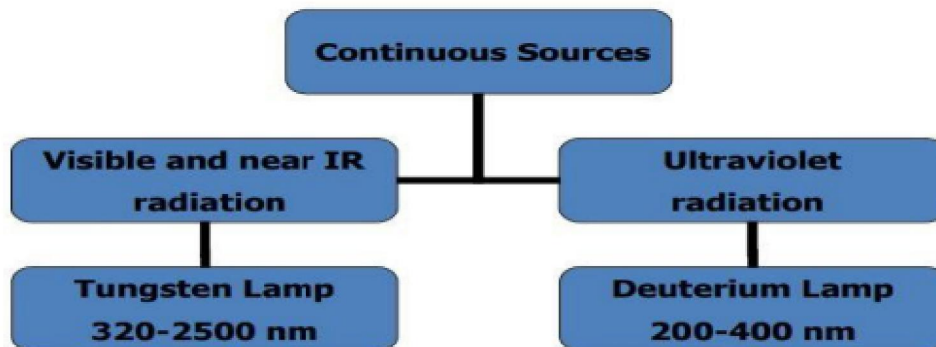 Continuous Sources
Visible and near IR
radiation
Ultraviolet
radiation
Tungsten Lamp
320-2500 nm
Deuterium Lamp
200-400 nm